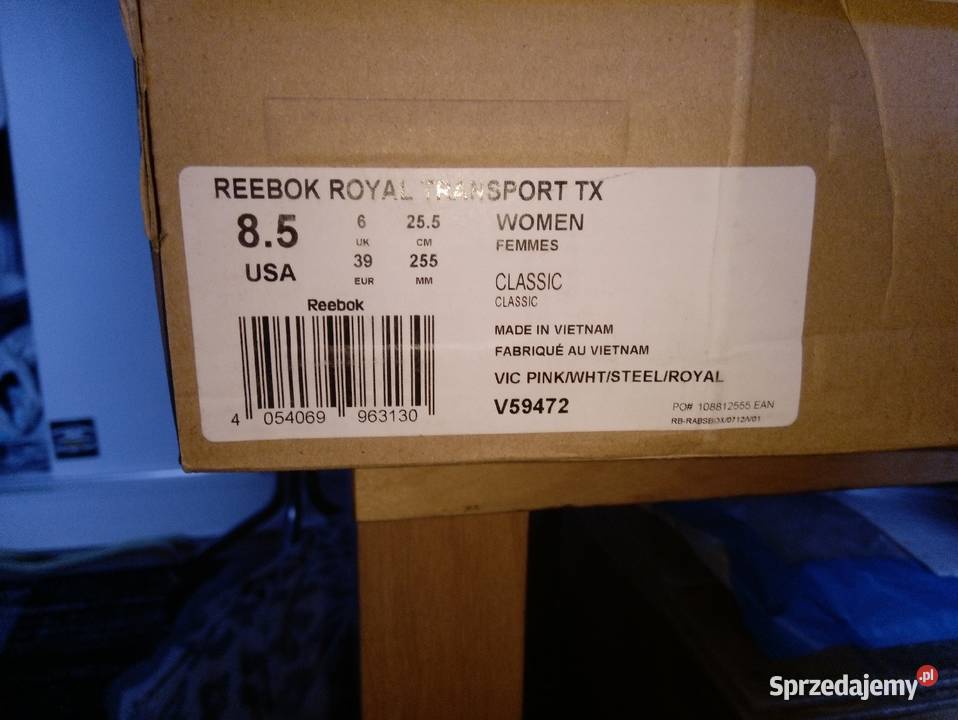 REEBOK ROYAL TRANSPORT TX
8.5
USA
6
UK
39
EUR
25.5
CM
255
MM
WOMEN
FEMMES
CLASSIC
CLASSIC
Reebok
MADE IN VIETNAM
FABRIQUÉ AU VIETNAM
VIC PINK/WHT/STEEL/ROYAL
V59472
4 054069 963130
PO# 108812555 EAN
Sprzedajemy.pl